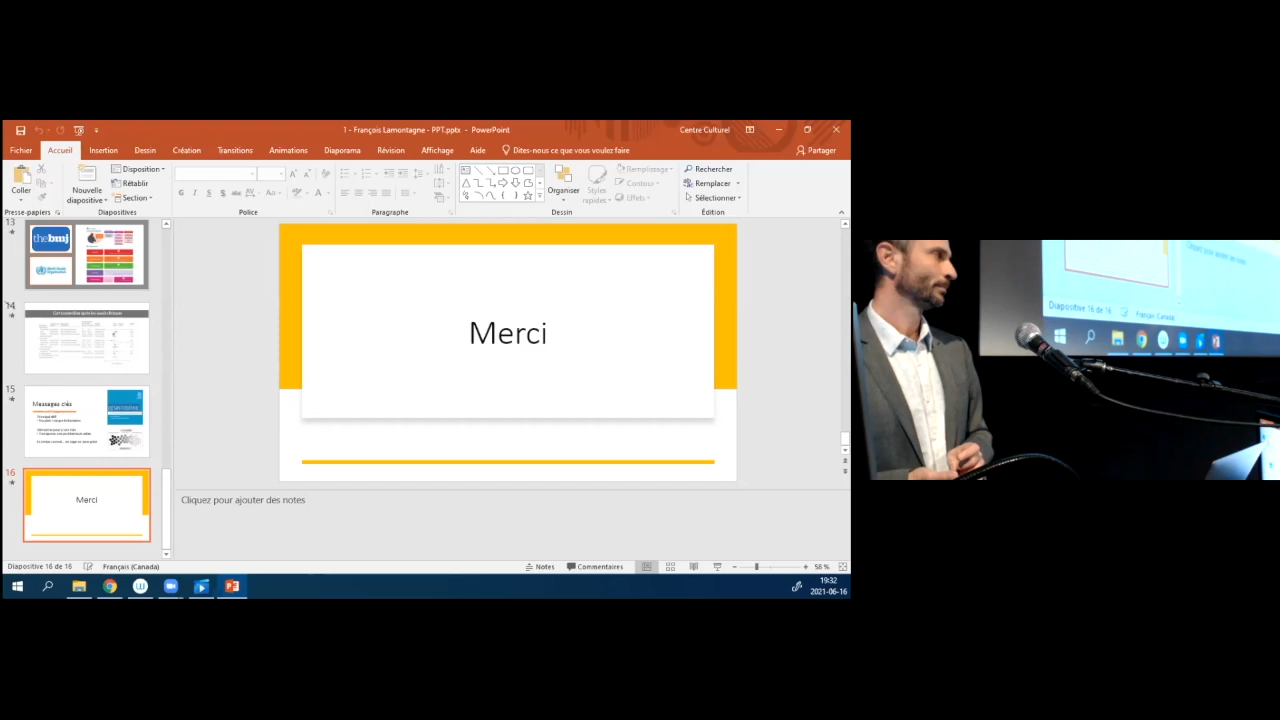 1 - François Lamontagne - PPT.pptx - PowerPoint
Centre Culturel
Fichier
Accueil
Insertion
Dessin
Création
Transitions
Animations
Diaporama
Révision
Affichage
Aide
Dites-nous ce que vous voulez faire
Partager
Coller
Nouvelle diapositive
Disposition
Rétablir
Section
G I S S abc
Organiser
Styles rapides
Remplissage
Contour
Effets
Rechercher
Remplacer
Sélectionner
Presse-papiers
Diapositives
Police
Paragraphe
Dessin
Édition
13
thebmj
14
15
Messages clés
16
Merci
Merci
Cliquez pour ajouter des notes
Diapositive 16 de 16
Français (Canada)
Notes
Commentaires
58 %
19:32
2021-06-16
Diapositive 16 de 16
Français (Canada)